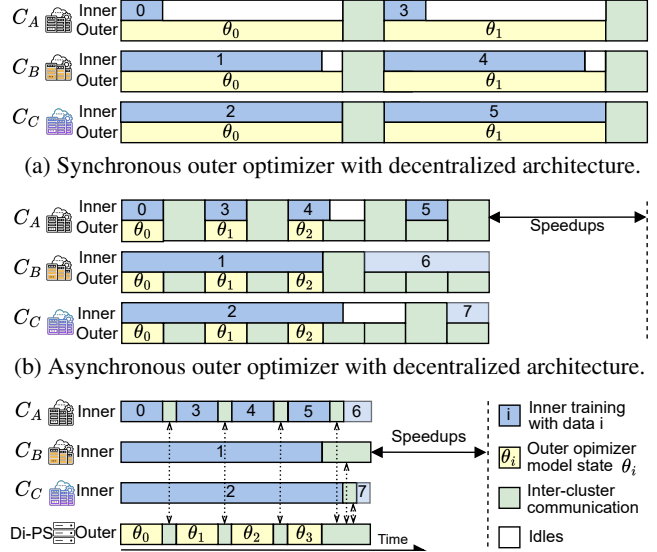 C_A Inner 0 3
Outer θ_0 θ_1
C_B Inner 1 4
Outer θ_0 θ_1
C_C Inner 2 5
Outer θ_0 θ_1
(a) Synchronous outer optimizer with decentralized architecture.
C_A Inner 0 3 4 5
Outer θ_0 θ_1 θ_2
Speedups
C_B Inner 1 6
Outer θ_0 θ_1 θ_2
C_C Inner 2 7
Outer θ_0 θ_1 θ_2
(b) Asynchronous outer optimizer with decentralized architecture.
C_A Inner 0 3 4 5 6
C_B Inner 1
Speedups
C_C Inner 2 7
Di-PS Outer θ_0 θ_1 θ_2 θ_3
Time
i Inner training
with data i
θ_i Outer opimizer
model state θ_i
Inter-cluster
communication
Idles